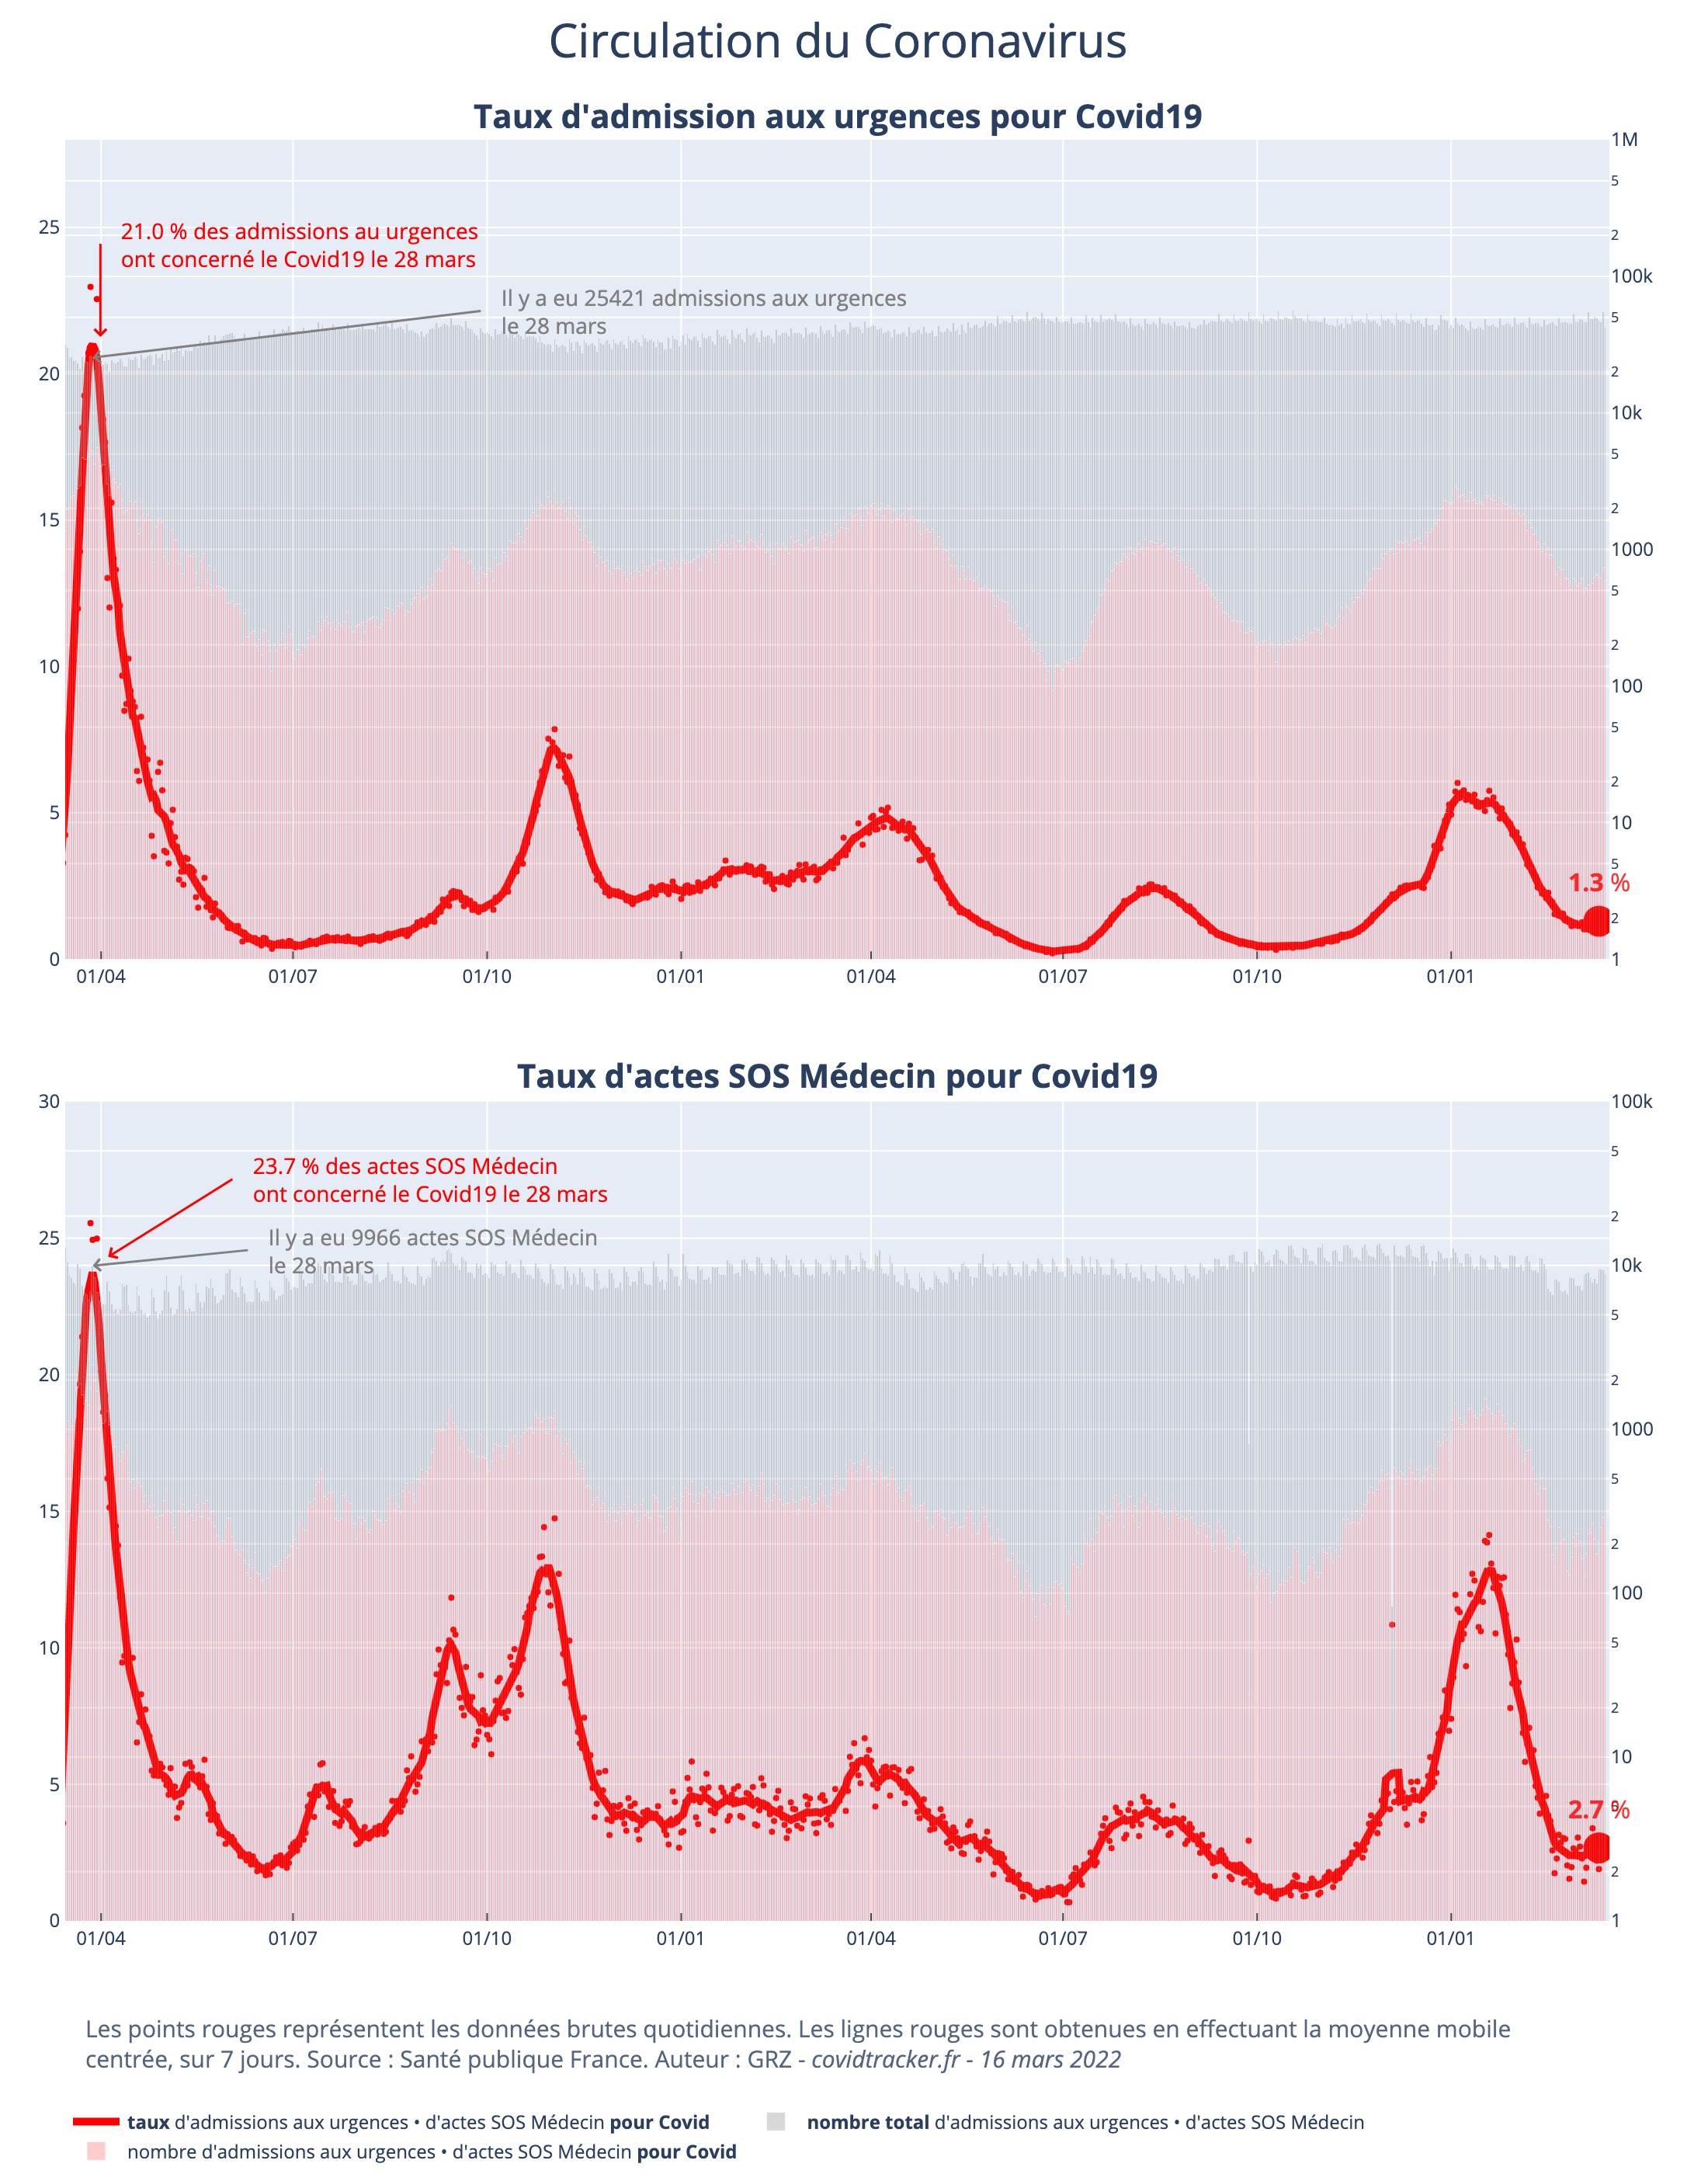 Circulation du Coronavirus
Taux d'admission aux urgences pour Covid19
1M
5
25
2
21.0 % des admissions au urgences
ont concerné le Covid19 le 28 mars
100k
Il y a eu 25421 admissions aux urgences
le 28 mars
5
20
2
10k
5
15
2
1000
5
10
2
100
5
2
5
10
5
1.3 %
2
0
1
01/04 01/07 01/10 01/01 01/04 01/07 01/10 01/01
Taux d'actes SOS Médecin pour Covid19
30
100k
5
23.7 % des actes SOS Médecin
ont concerné le Covid19 le 28 mars
2
25
Il y a eu 9966 actes SOS Médecin
le 28 mars
10k
5
20
2
1000
5
15
2
100
10
5
2
10
5
2.7 %
2
0
1
01/04 01/07 01/10 01/01 01/04 01/07 01/10 01/01
Les points rouges représentent les données brutes quotidiennes. Les lignes rouges sont obtenues en effectuant la moyenne mobile
centrée, sur 7 jours. Source : Santé publique France. Auteur : GRZ - covidtracker.fr - 16 mars 2022
taux d'admissions aux urgences • d'actes SOS Médecin pour Covid
nombre total d'admissions aux urgences • d'actes SOS Médecin
nombre d'admissions aux urgences • d'actes SOS Médecin pour Covid